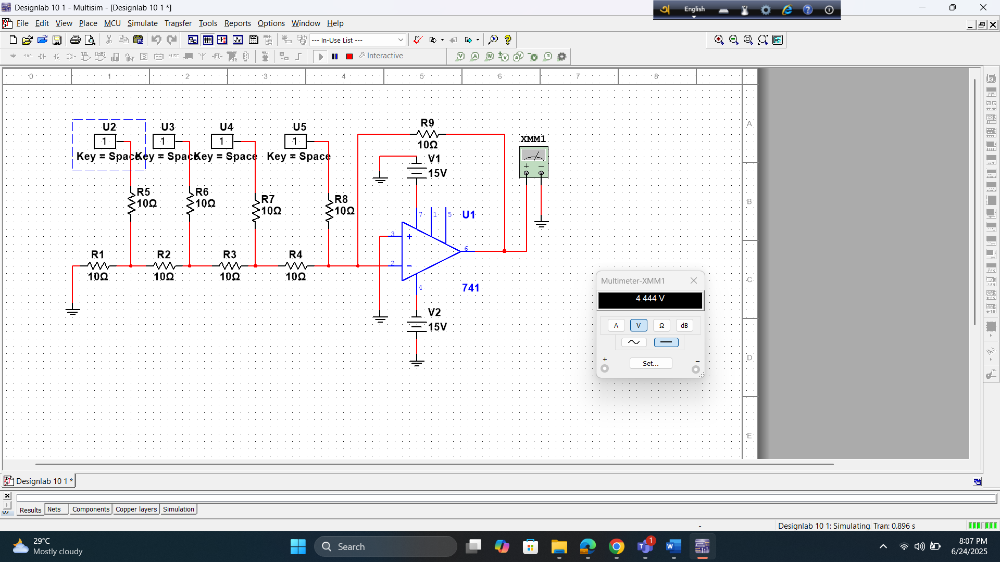 Designlab 10 1 - Multisim - [Designlab 10 1 *]
English
File Edit View Place MCU Simulate Transfer Tools Reports Options Window Help
--- In-Use List ---
MISC
Interactive
0 1 2 3 4 5 6 7 8
A
B
C
D
E
U2
1
Key = Space
U3
1
Key = Space
U4
1
Key = Space
U5
1
Key = Space
R9
10Ω
V1
15V
XMM1
+ −
R5
10Ω
R6
10Ω
R7
10Ω
R8
10Ω
7 1 5
U1
3
+
6
2
−
4
741
R1
10Ω
R2
10Ω
R3
10Ω
R4
10Ω
V2
15V
Multimeter-XMM1
4.444 V
A V Ω dB
+
Set...
−
Designlab 10 1 *
Results Nets Components Copper layers Simulation
-
Designlab 10 1: Simulating Tran: 0.896 s
29°C
Mostly cloudy
Search
1
8:07 PM
6/24/2025